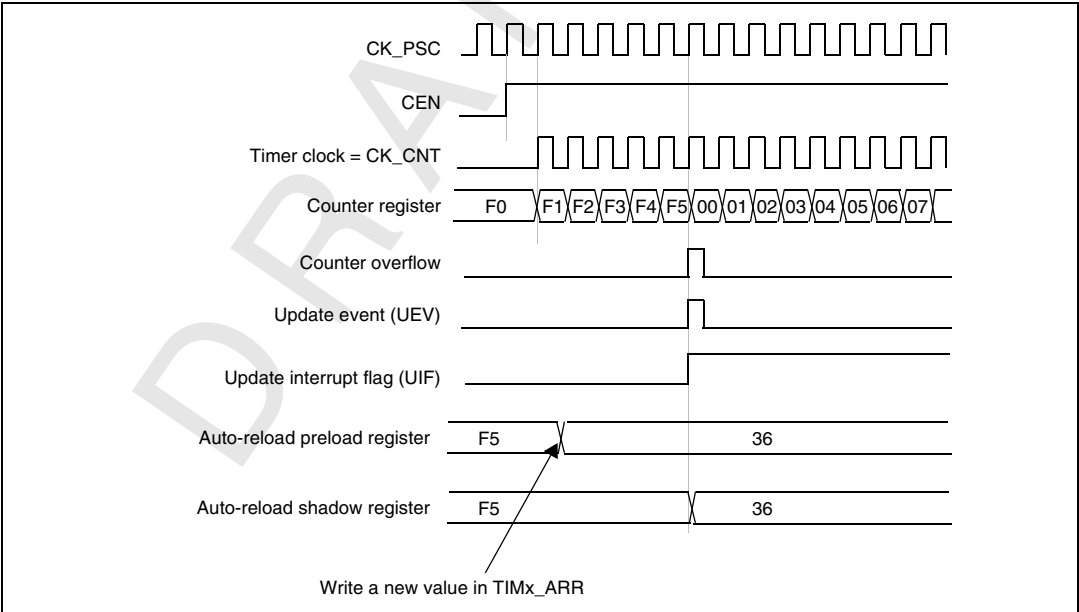 CK_PSC
CEN
Timer clock = CK_CNT
Counter register F0 F1 F2 F3 F4 F5 00 01 02 03 04 05 06 07
Counter overflow
Update event (UEV)
Update interrupt flag (UIF)
Auto-reload preload register F5 36
Auto-reload shadow register F5 36
Write a new value in TIMx_ARR